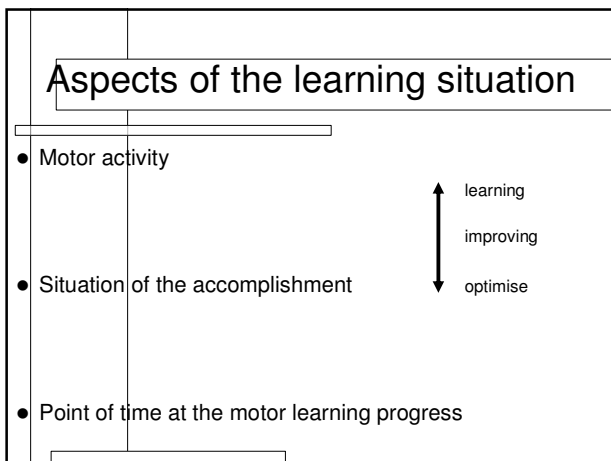 Aspects of the learning situation
● Motor activity
learning
improving
● Situation of the accomplishment
optimise
● Point of time at the motor learning progress